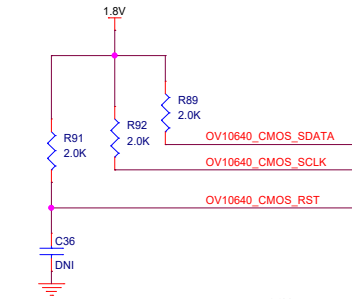 1.8V
R89
2.0K
R92
2.0K
R91
2.0K
OV10640_CMOS_SDATA
OV10640_CMOS_SCLK
OV10640_CMOS_RST
C36
DNI